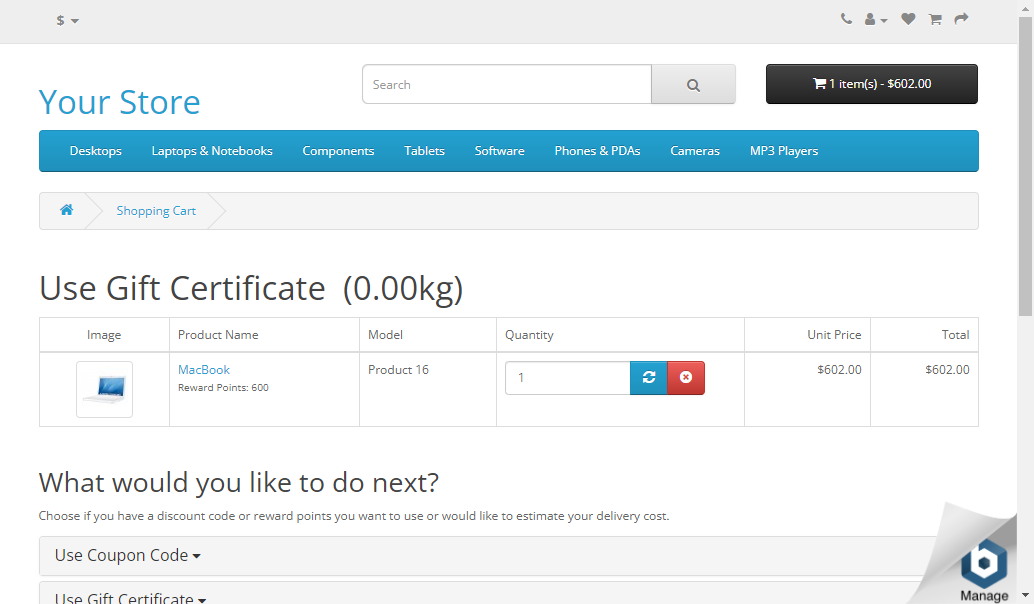 $
Your Store
Search
1 item(s) - $602.00
Desktops Laptops & Notebooks Components Tablets Software Phones & PDAs Cameras MP3 Players
Shopping Cart
Use Gift Certificate (0.00kg)
Image Product Name Model Quantity Unit Price Total
MacBook Product 16 1 $602.00 $602.00
Reward Points: 600
What would you like to do next?
Choose if you have a discount code or reward points you want to use or would like to estimate your delivery cost.
Use Coupon Code
Use Gift Certificate
b
Manage